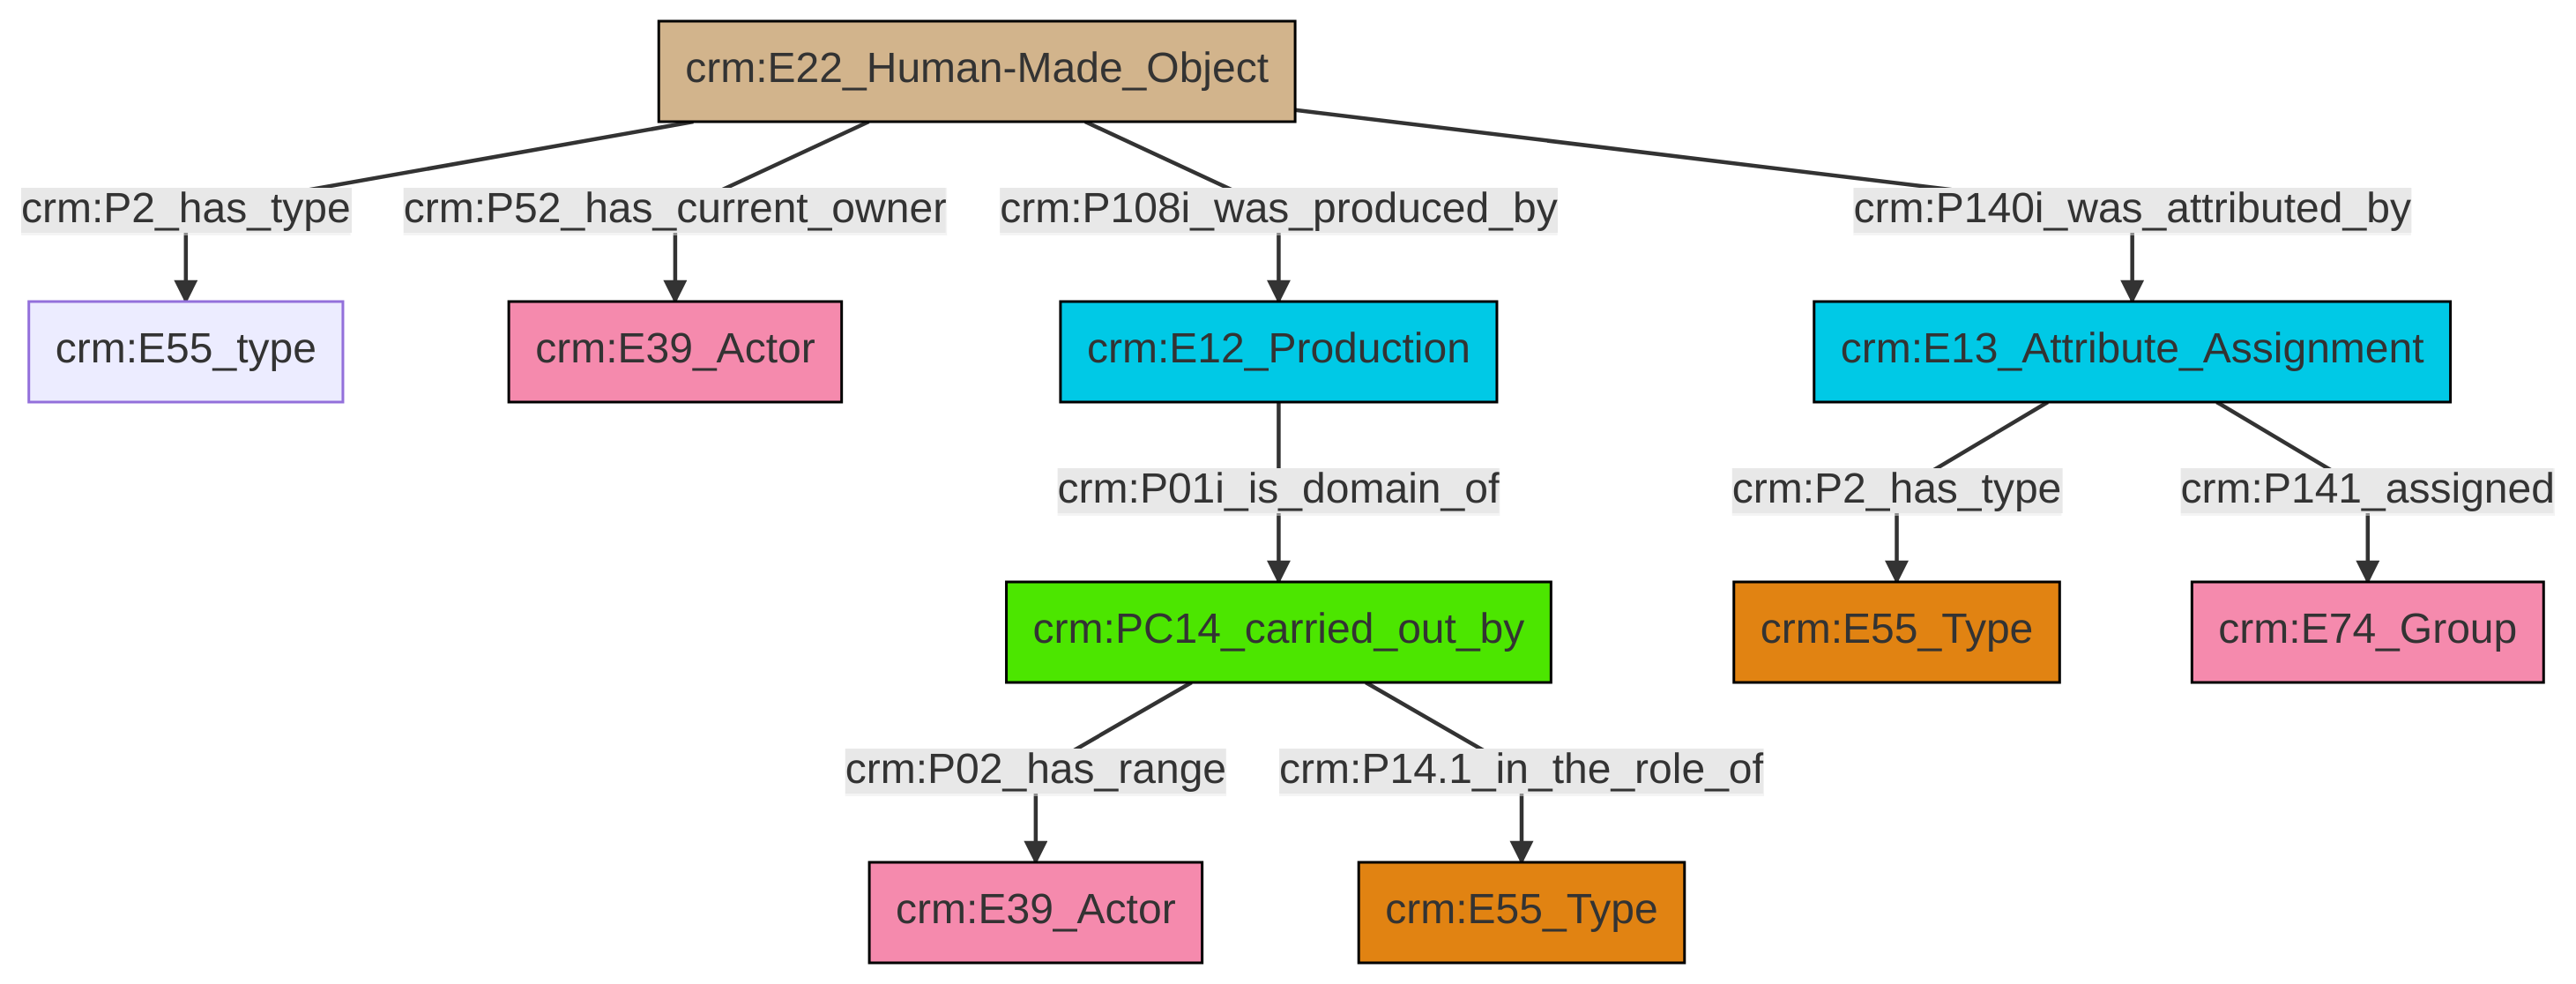 crm:E22_Human-Made_Object
crm:P2_has_type
crm:P52_has_current_owner
crm:P108i_was_produced_by
crm:P140i_was_attributed_by
crm:E55_type
crm:E39_Actor
crm:E12_Production
crm:E13_Attribute_Assignment
crm:P01i_is_domain_of
crm:P2_has_type
crm:P141_assigned
crm:PC14_carried_out_by
crm:E55_Type
crm:E74_Group
crm:P02_has_range
crm:P14.1_in_the_role_of
crm:E39_Actor
crm:E55_Type